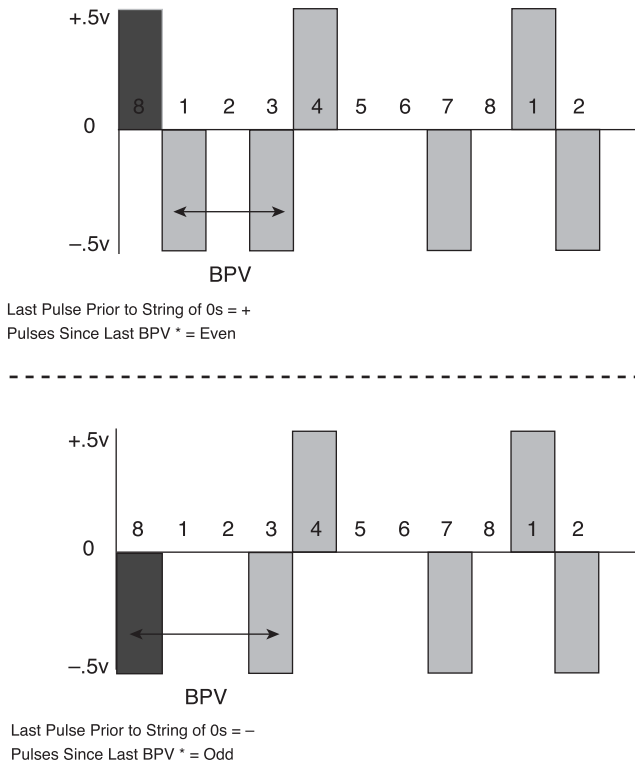 +.5v
8 1 2 3 4 5 6 7 8 1 2
0
–.5v
BPV
Last Pulse Prior to String of 0s = +
Pulses Since Last BPV * = Even
+.5v
8 1 2 3 4 5 6 7 8 1 2
0
–.5v
BPV
Last Pulse Prior to String of 0s = –
Pulses Since Last BPV * = Odd